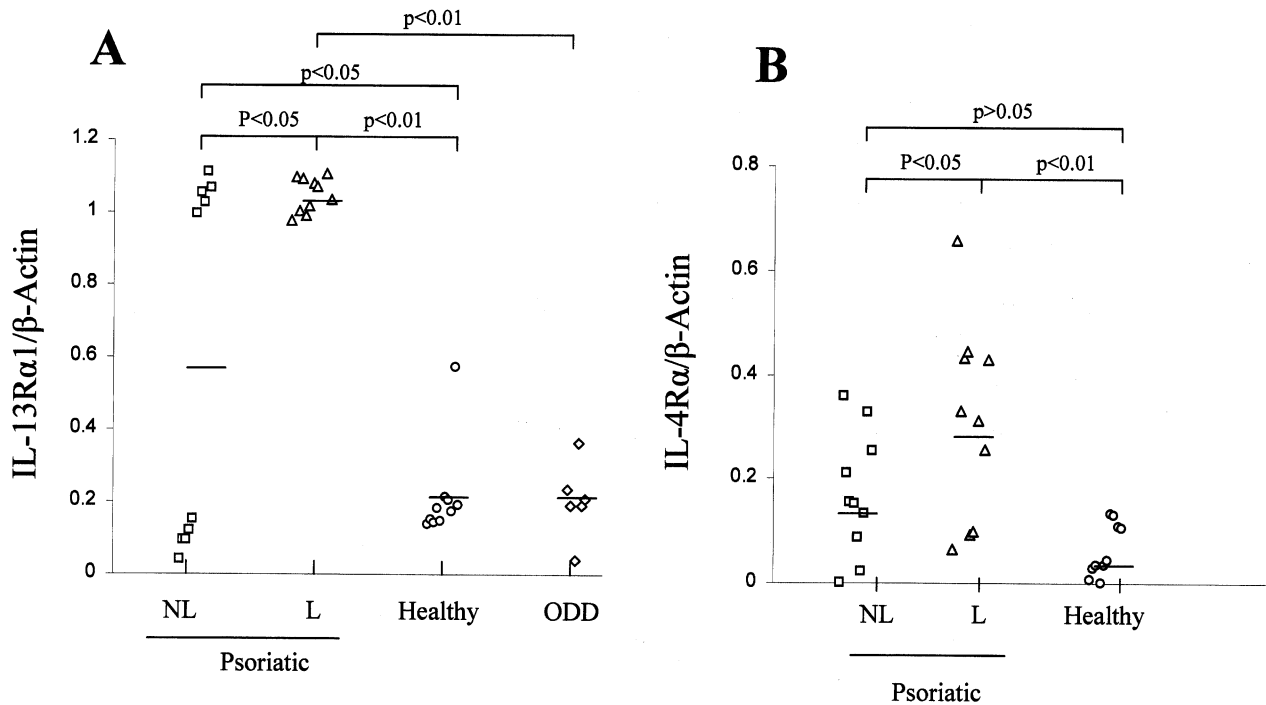 A
p<0.01
p<0.05
P<0.05 p<0.01
1.2
1
0.8
0.6
0.4
0.2
0
IL-13Rα1/β-Actin
NL L Healthy ODD
Psoriatic
B
p>0.05
P<0.05 p<0.01
0.8
0.6
0.4
0.2
0
IL-4Rα/β-Actin
NL L Healthy
Psoriatic